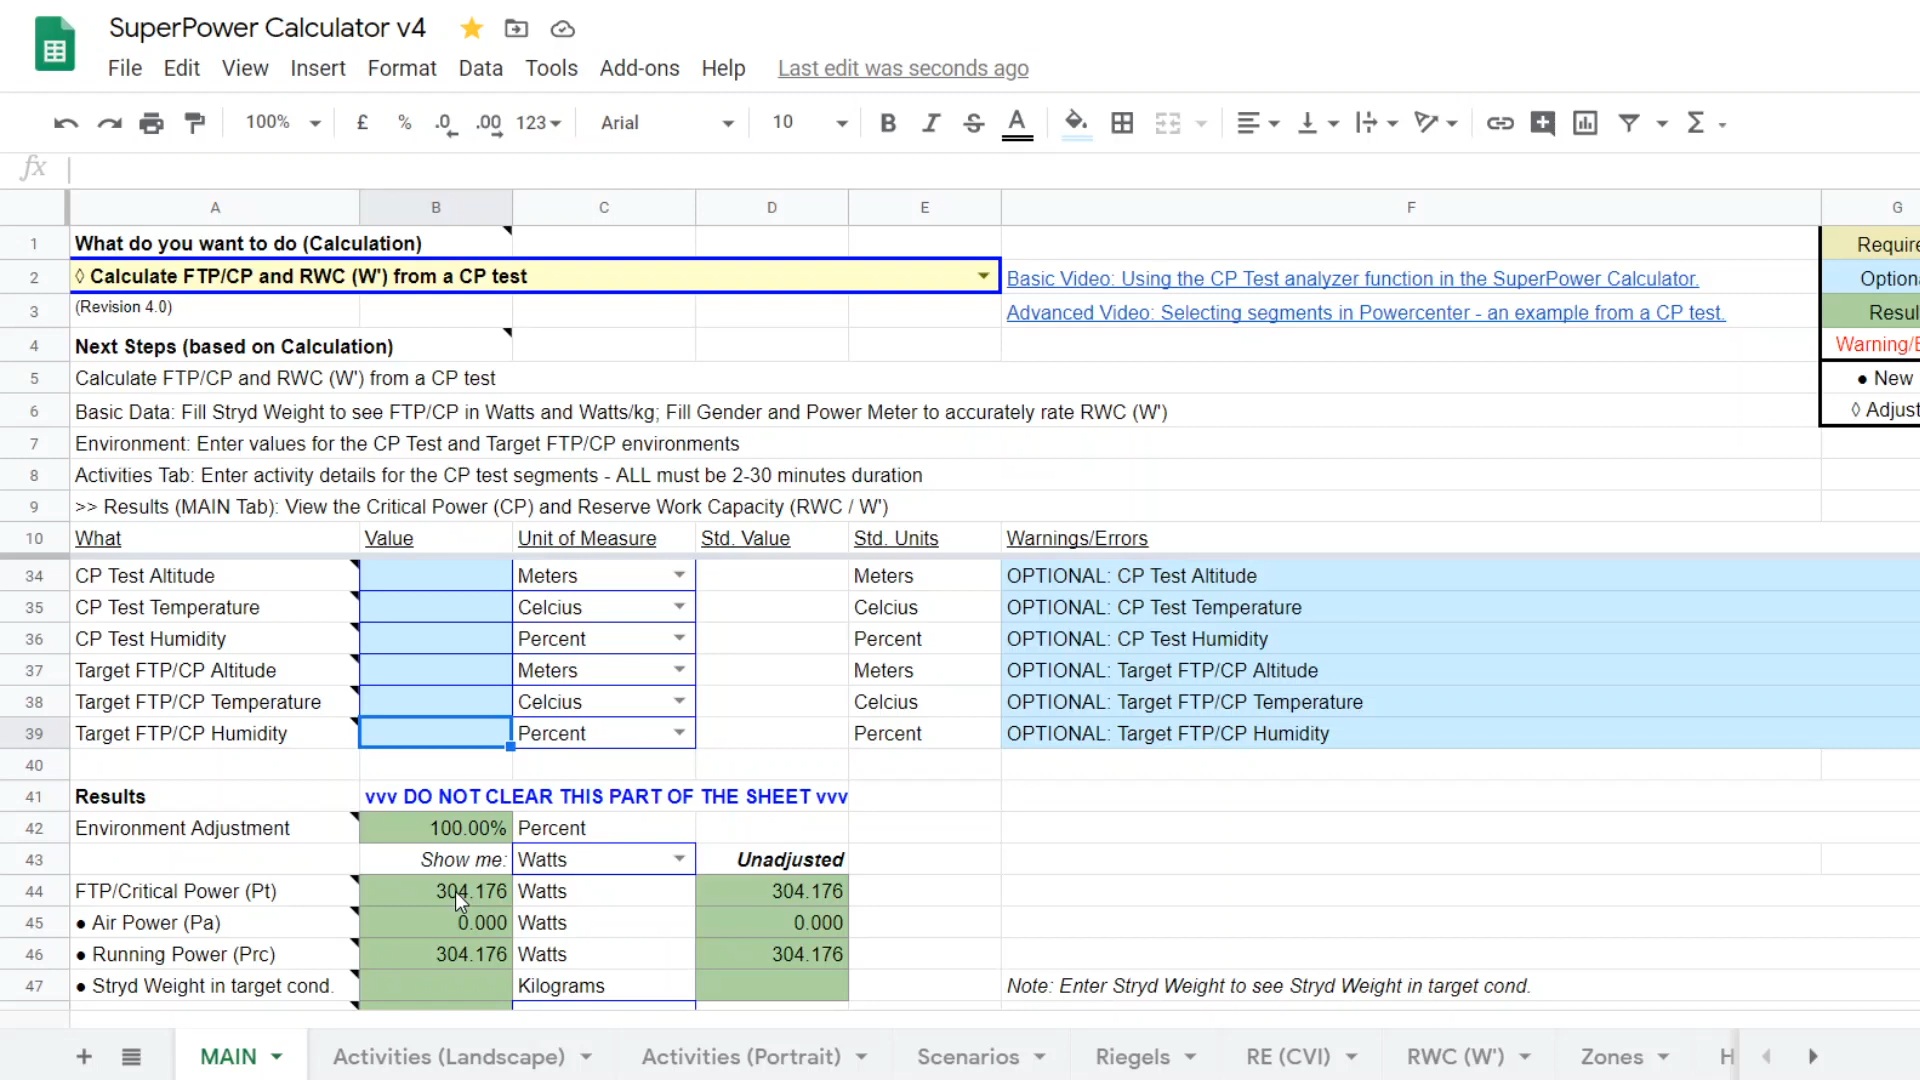 SuperPower Calculator v4
File Edit View Insert Format Data Tools Add-ons Help Last edit was seconds ago
100% £ % .0 .00 123 Arial 10 B I S A Σ
fx
A B C D E F G
1 What do you want to do (Calculation) Require
2 ◊ Calculate FTP/CP and RWC (W') from a CP test Basic Video: Using the CP Test analyzer function in the SuperPower Calculator. Optiona
3 (Revision 4.0) Advanced Video: Selecting segments in Powercenter - an example from a CP test. Resul
4 Next Steps (based on Calculation) Warning/E
5 Calculate FTP/CP and RWC (W') from a CP test ● New
6 Basic Data: Fill Stryd Weight to see FTP/CP in Watts and Watts/kg; Fill Gender and Power Meter to accurately rate RWC (W') ◊ Adjust
7 Environment: Enter values for the CP Test and Target FTP/CP environments
8 Activities Tab: Enter activity details for the CP test segments - ALL must be 2-30 minutes duration
9 >> Results (MAIN Tab): View the Critical Power (CP) and Reserve Work Capacity (RWC / W')
10 What Value Unit of Measure Std. Value Std. Units Warnings/Errors
34 CP Test Altitude Meters Meters OPTIONAL: CP Test Altitude
35 CP Test Temperature Celcius Celcius OPTIONAL: CP Test Temperature
36 CP Test Humidity Percent Percent OPTIONAL: CP Test Humidity
37 Target FTP/CP Altitude Meters Meters OPTIONAL: Target FTP/CP Altitude
38 Target FTP/CP Temperature Celcius Celcius OPTIONAL: Target FTP/CP Temperature
39 Target FTP/CP Humidity Percent Percent OPTIONAL: Target FTP/CP Humidity
40
41 Results vvv DO NOT CLEAR THIS PART OF THE SHEET vvv
42 Environment Adjustment 100.00% Percent
43 Show me: Watts Unadjusted
44 FTP/Critical Power (Pt) 304.176 Watts 304.176
45 ● Air Power (Pa) 0.000 Watts 0.000
46 ● Running Power (Prc) 304.176 Watts 304.176
47 ● Stryd Weight in target cond. Kilograms Note: Enter Stryd Weight to see Stryd Weight in target cond.
MAIN Activities (Landscape) Activities (Portrait) Scenarios Riegels RE (CVI) RWC (W') Zones H